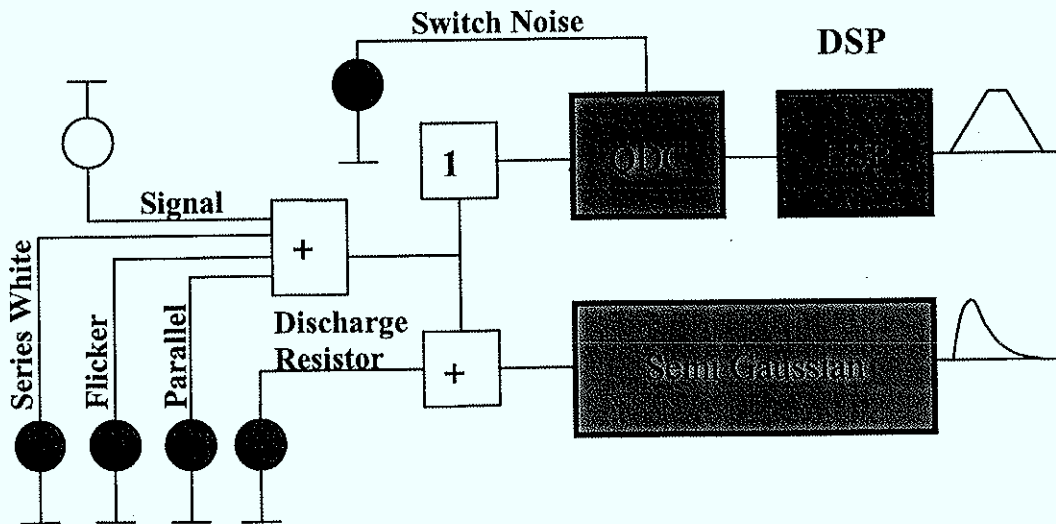 Switch Noise
DSP
1
Signal
+
Series White
Flicker
Parallel
Discharge
Resistor
+
Semi Gaussian